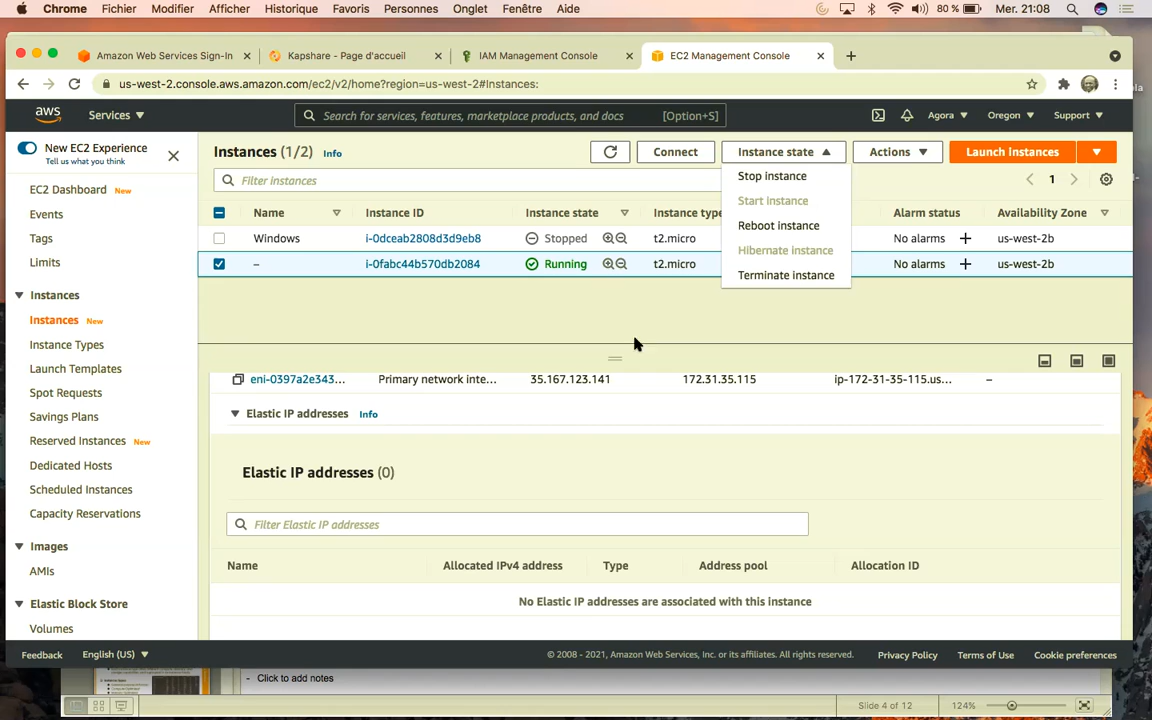 Chrome Fichier Modifier Afficher Historique Favoris Personnes Onglet Fenêtre Aide 80 % Mer. 21:08
Amazon Web Services Sign-In Kapshare - Page d'accueil IAM Management Console EC2 Management Console
us-west-2.console.aws.amazon.com/ec2/v2/home?region=us-west-2#Instances:
aws Services Search for services, features, marketplace products, and docs [Option+S] Agora Oregon Support
New EC2 Experience
Tell us what you think
Instances (1/2) Info Connect Instance state Actions Launch instances
Stop instance
Start instance
Reboot instance
Hibernate instance
Terminate instance
Filter instances 1
EC2 Dashboard New
Events
Tags
Limits
Instances
Instances New
Instance Types
Launch Templates
Spot Requests
Savings Plans
Reserved Instances New
Dedicated Hosts
Scheduled Instances
Capacity Reservations
Images
AMIs
Elastic Block Store
Volumes
Name Instance ID Instance state Instance type Alarm status Availability Zone
Windows i-0dceab2808d3d9eb8 Stopped t2.micro No alarms + us-west-2b
– i-0fabc44b570db2084 Running t2.micro No alarms + us-west-2b
eni-0397a2e343... Primary network inte... 35.167.123.141 172.31.35.115 ip-172-31-35-115.us... –
Elastic IP addresses Info
Elastic IP addresses (0)
Filter Elastic IP addresses
Name Allocated IPv4 address Type Address pool Allocation ID
No Elastic IP addresses are associated with this instance
Feedback English (US) © 2008 - 2021, Amazon Web Services, Inc. or its affiliates. All rights reserved. Privacy Policy Terms of Use Cookie preferences
- Click to add notes
Slide 4 of 12 124%